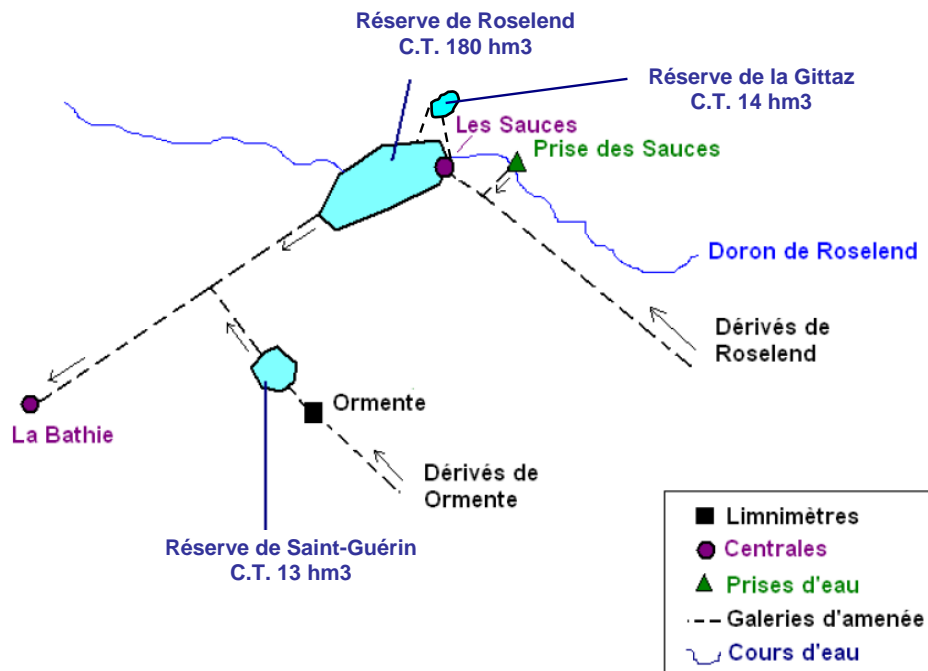 Réserve de Roselend
C.T. 180 hm3
Réserve de la Gittaz
C.T. 14 hm3
Les Sauces
Prise des Sauces
Doron de Roselend
Dérivés de
Roselend
Ormente
La Bathie
Dérivés de
Ormente
Réserve de Saint-Guérin
C.T. 13 hm3
Limnimètres
Centrales
Prises d'eau
Galeries d'amenée
Cours d'eau